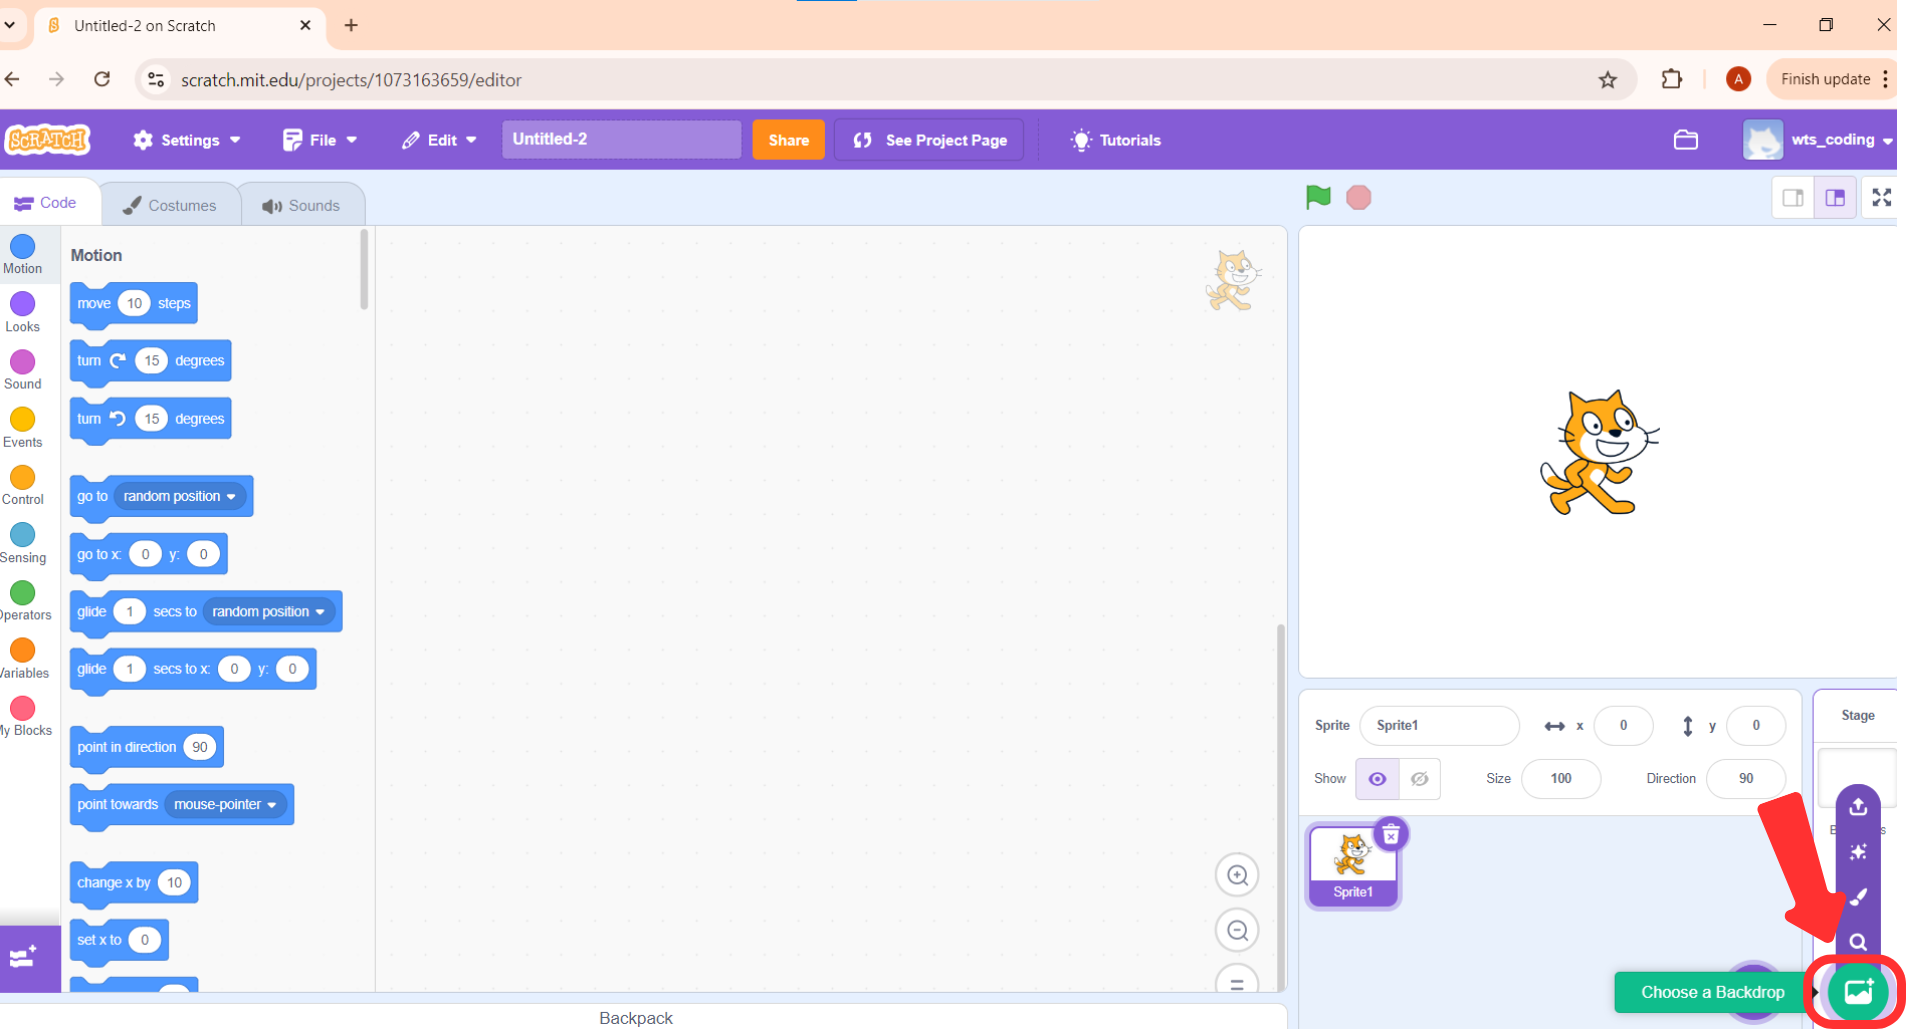 Untitled-2 on Scratch
scratch.mit.edu/projects/1073163659/editor
A
Finish update
SCRATCH
Settings
File
Edit
Untitled-2
Share
See Project Page
Tutorials
wts_coding
Code
Costumes
Sounds
Motion
Looks
Sound
Events
Control
Sensing
Operators
Variables
My Blocks
Motion
move 10 steps
turn 15 degrees
turn 15 degrees
go to random position
go to x: 0 y: 0
glide 1 secs to random position
glide 1 secs to x: 0 y: 0
point in direction 90
point towards mouse-pointer
change x by 10
set x to 0
Backpack
Sprite Sprite1 x 0 y 0
Show Size 100 Direction 90
Sprite1
Stage
Choose a Backdrop